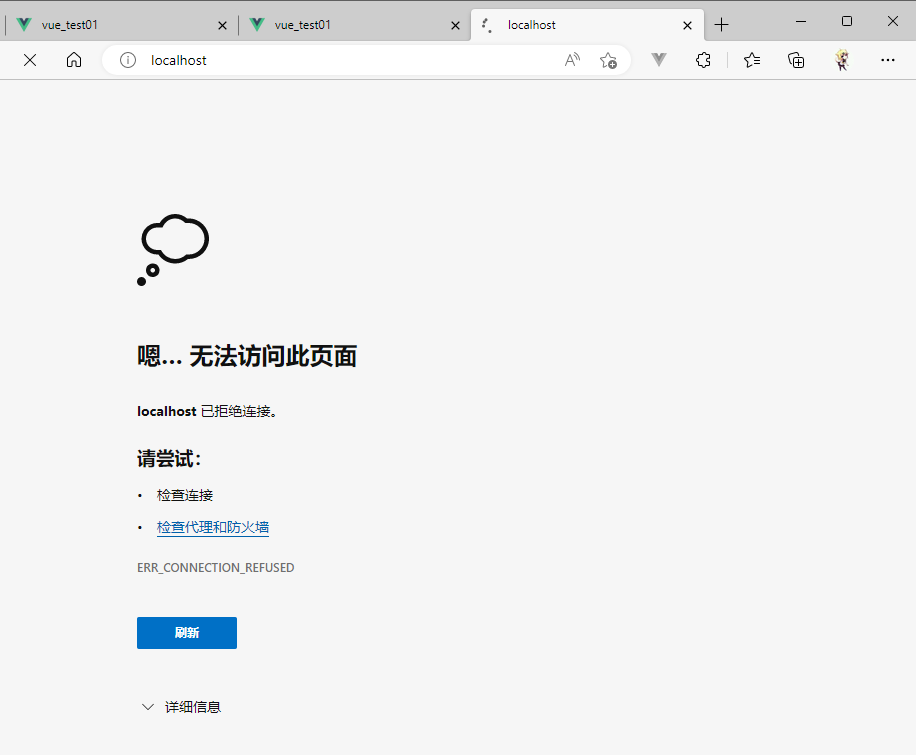 vue_test01
vue_test01
localhost
localhost
嗯… 无法访问此页面
localhost 已拒绝连接。
请尝试：
• 检查连接
• 检查代理和防火墙
ERR_CONNECTION_REFUSED
刷新
详细信息